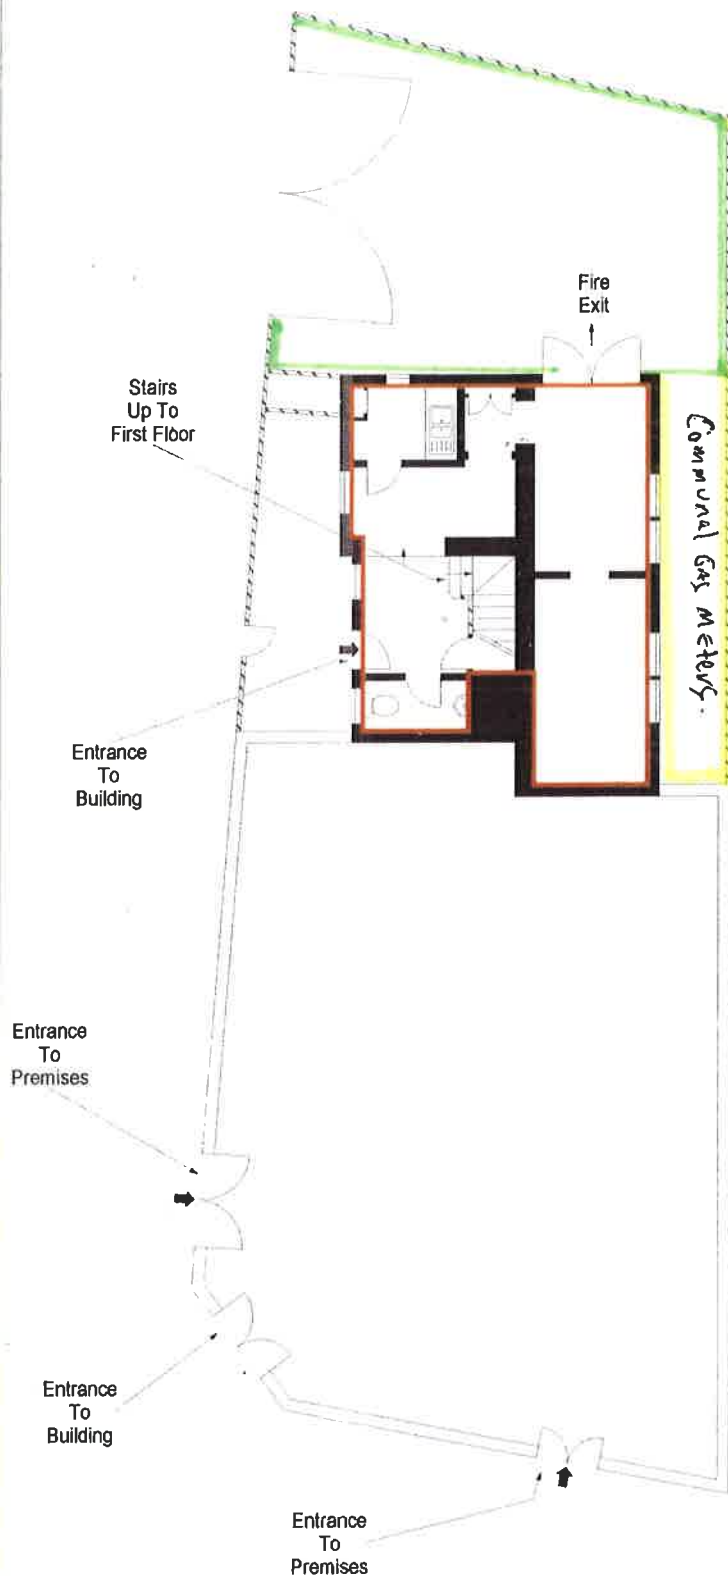 Fire
Exit
Stairs
Up To
First Floor
Communal Gas Meters.
Entrance
To
Building
Entrance
To
Premises
Entrance
To
Building
Entrance
To
Premises